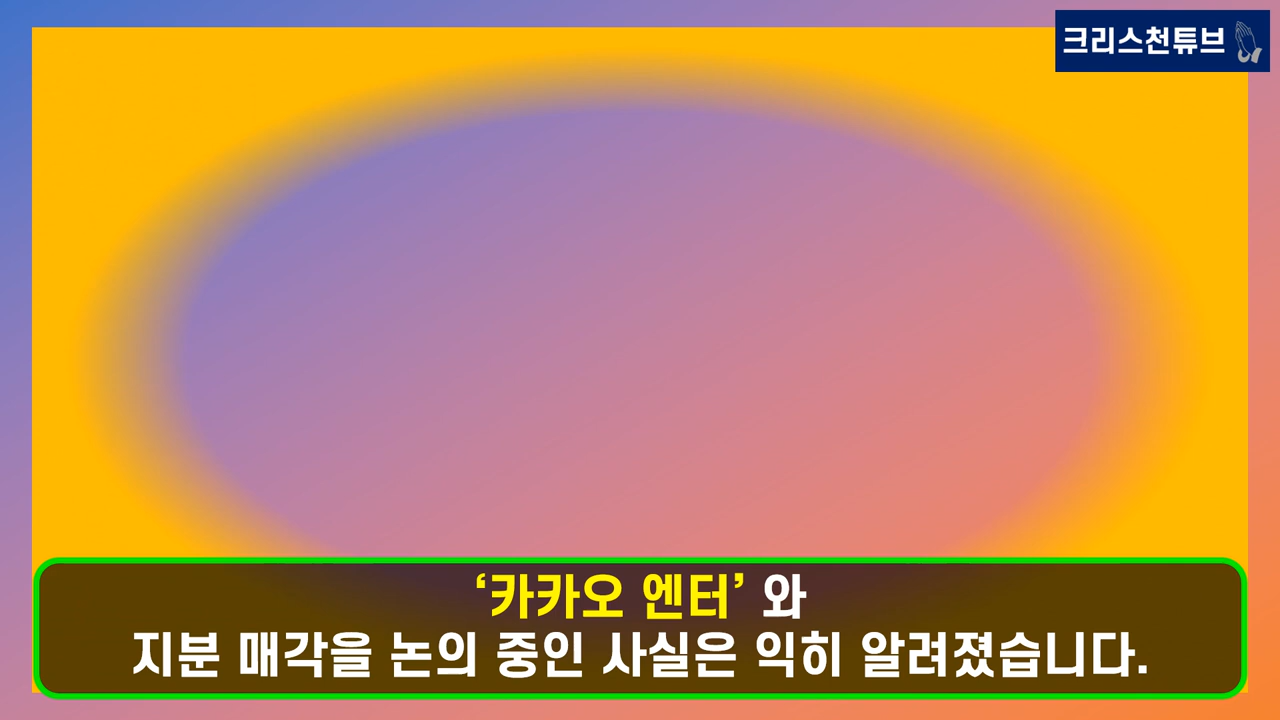 크리스천튜브
‘카카오 엔터’ 와
지분 매각을 논의 중인 사실은 익히 알려졌습니다.